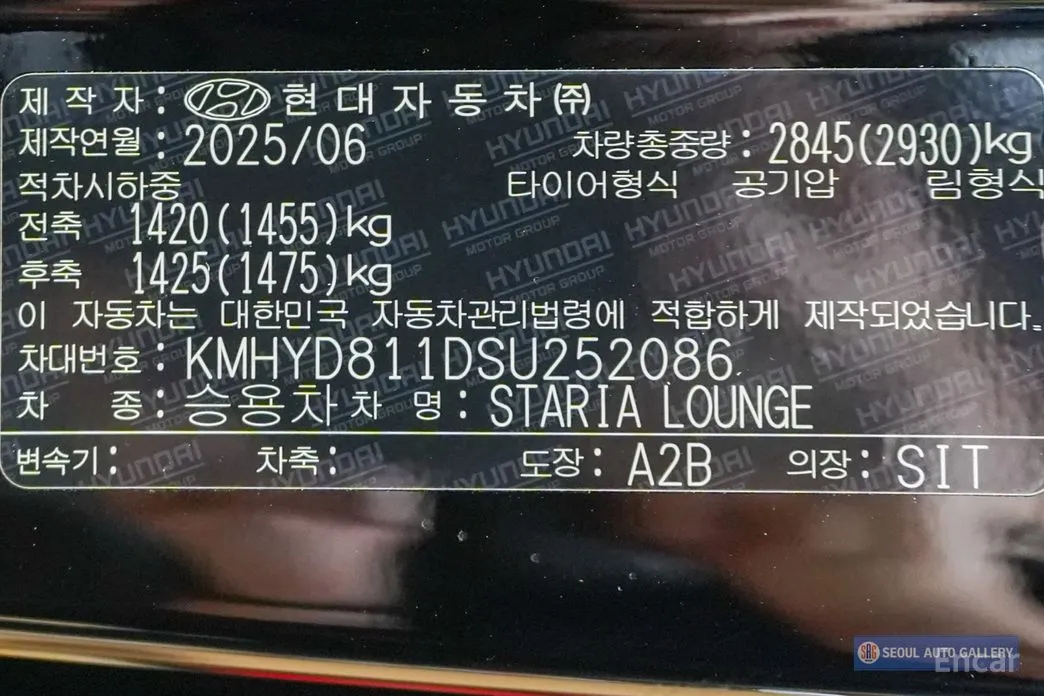 제 작 자 : 현 대 자 동 차 ㈜
제작연월 : 2025/06 차량총중량 : 2845(2930)kg
적차시하중 타이어형식 공기압 림형식
전축 1420(1455)kg
후축 1425(1475)kg
이 자동차는 대한민국 자동차관리법령에 적합하게 제작되었습니다.
차대번호 : KMHYD811DSU252086
차 종 : 승용차 차 명 : STARIA LOUNGE
변속기 : 차축 : 도장 : A2B 의장 : SIT
HYUNDAI
MOTOR GROUP
SAG SEOUL AUTO GALLERY
Encar